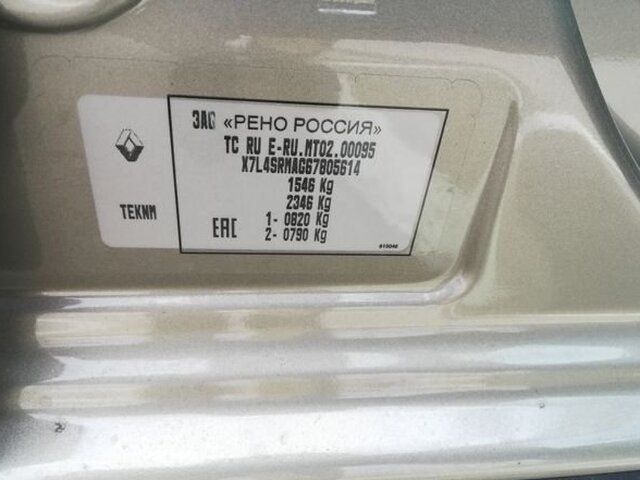 ЗАО «РЕНО РОССИЯ»
TC RU E-RU.MT02.00095
X7L4SRMAG67805614
1546 Kg
2346 Kg
1- 0820 Kg
2- 0790 Kg
TEKNM
EAC